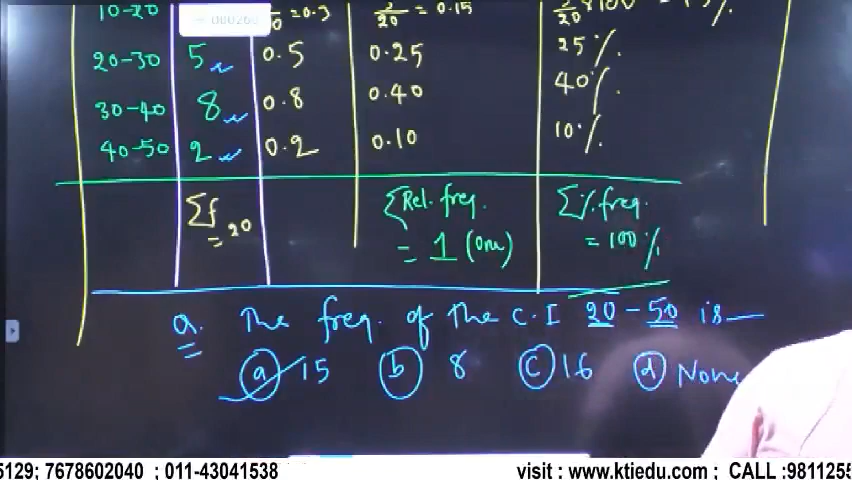 10-20 =0.3 3/20 = 0.15 3/20 × 100 %
000260
20-30 5 0.5 0.25 25%.
30-40 8 0.8 0.40 40%.
40-50 2 0.2 0.10 10%.
Σf = 20 ΣRel. freq. = 1 (One) Σ%.freq. = 100%
Q. The freq. of the C.I 20-50 is—
(a) 15 (b) 8 (c) 16 (d) None
5129; 7678602040 ; 011-43041538 visit : www.ktiedu.com ; CALL :9811255